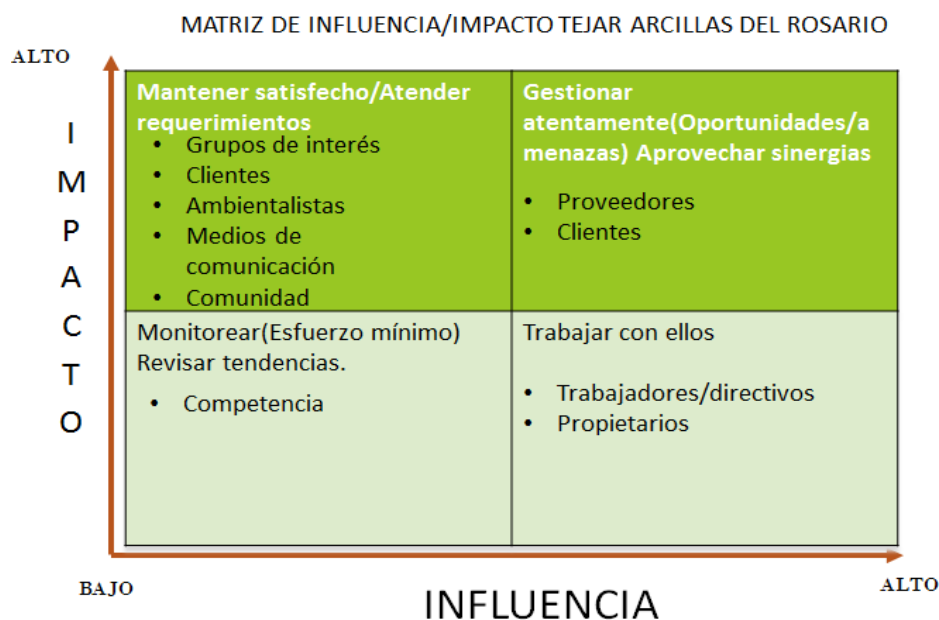 MATRIZ DE INFLUENCIA/IMPACTO TEJAR ARCILLAS DEL ROSARIO
ALTO
I
M
P
A
C
T
O
Mantener satisfecho/Atender
requerimientos
• Grupos de interés
• Clientes
• Ambientalistas
• Medios de
comunicación
• Comunidad
Gestionar
atentamente(Oportunidades/a
menazas) Aprovechar sinergias
• Proveedores
• Clientes
Monitorear(Esfuerzo mínimo)
Revisar tendencias.
• Competencia
Trabajar con ellos
• Trabajadores/directivos
• Propietarios
BAJO
INFLUENCIA
ALTO